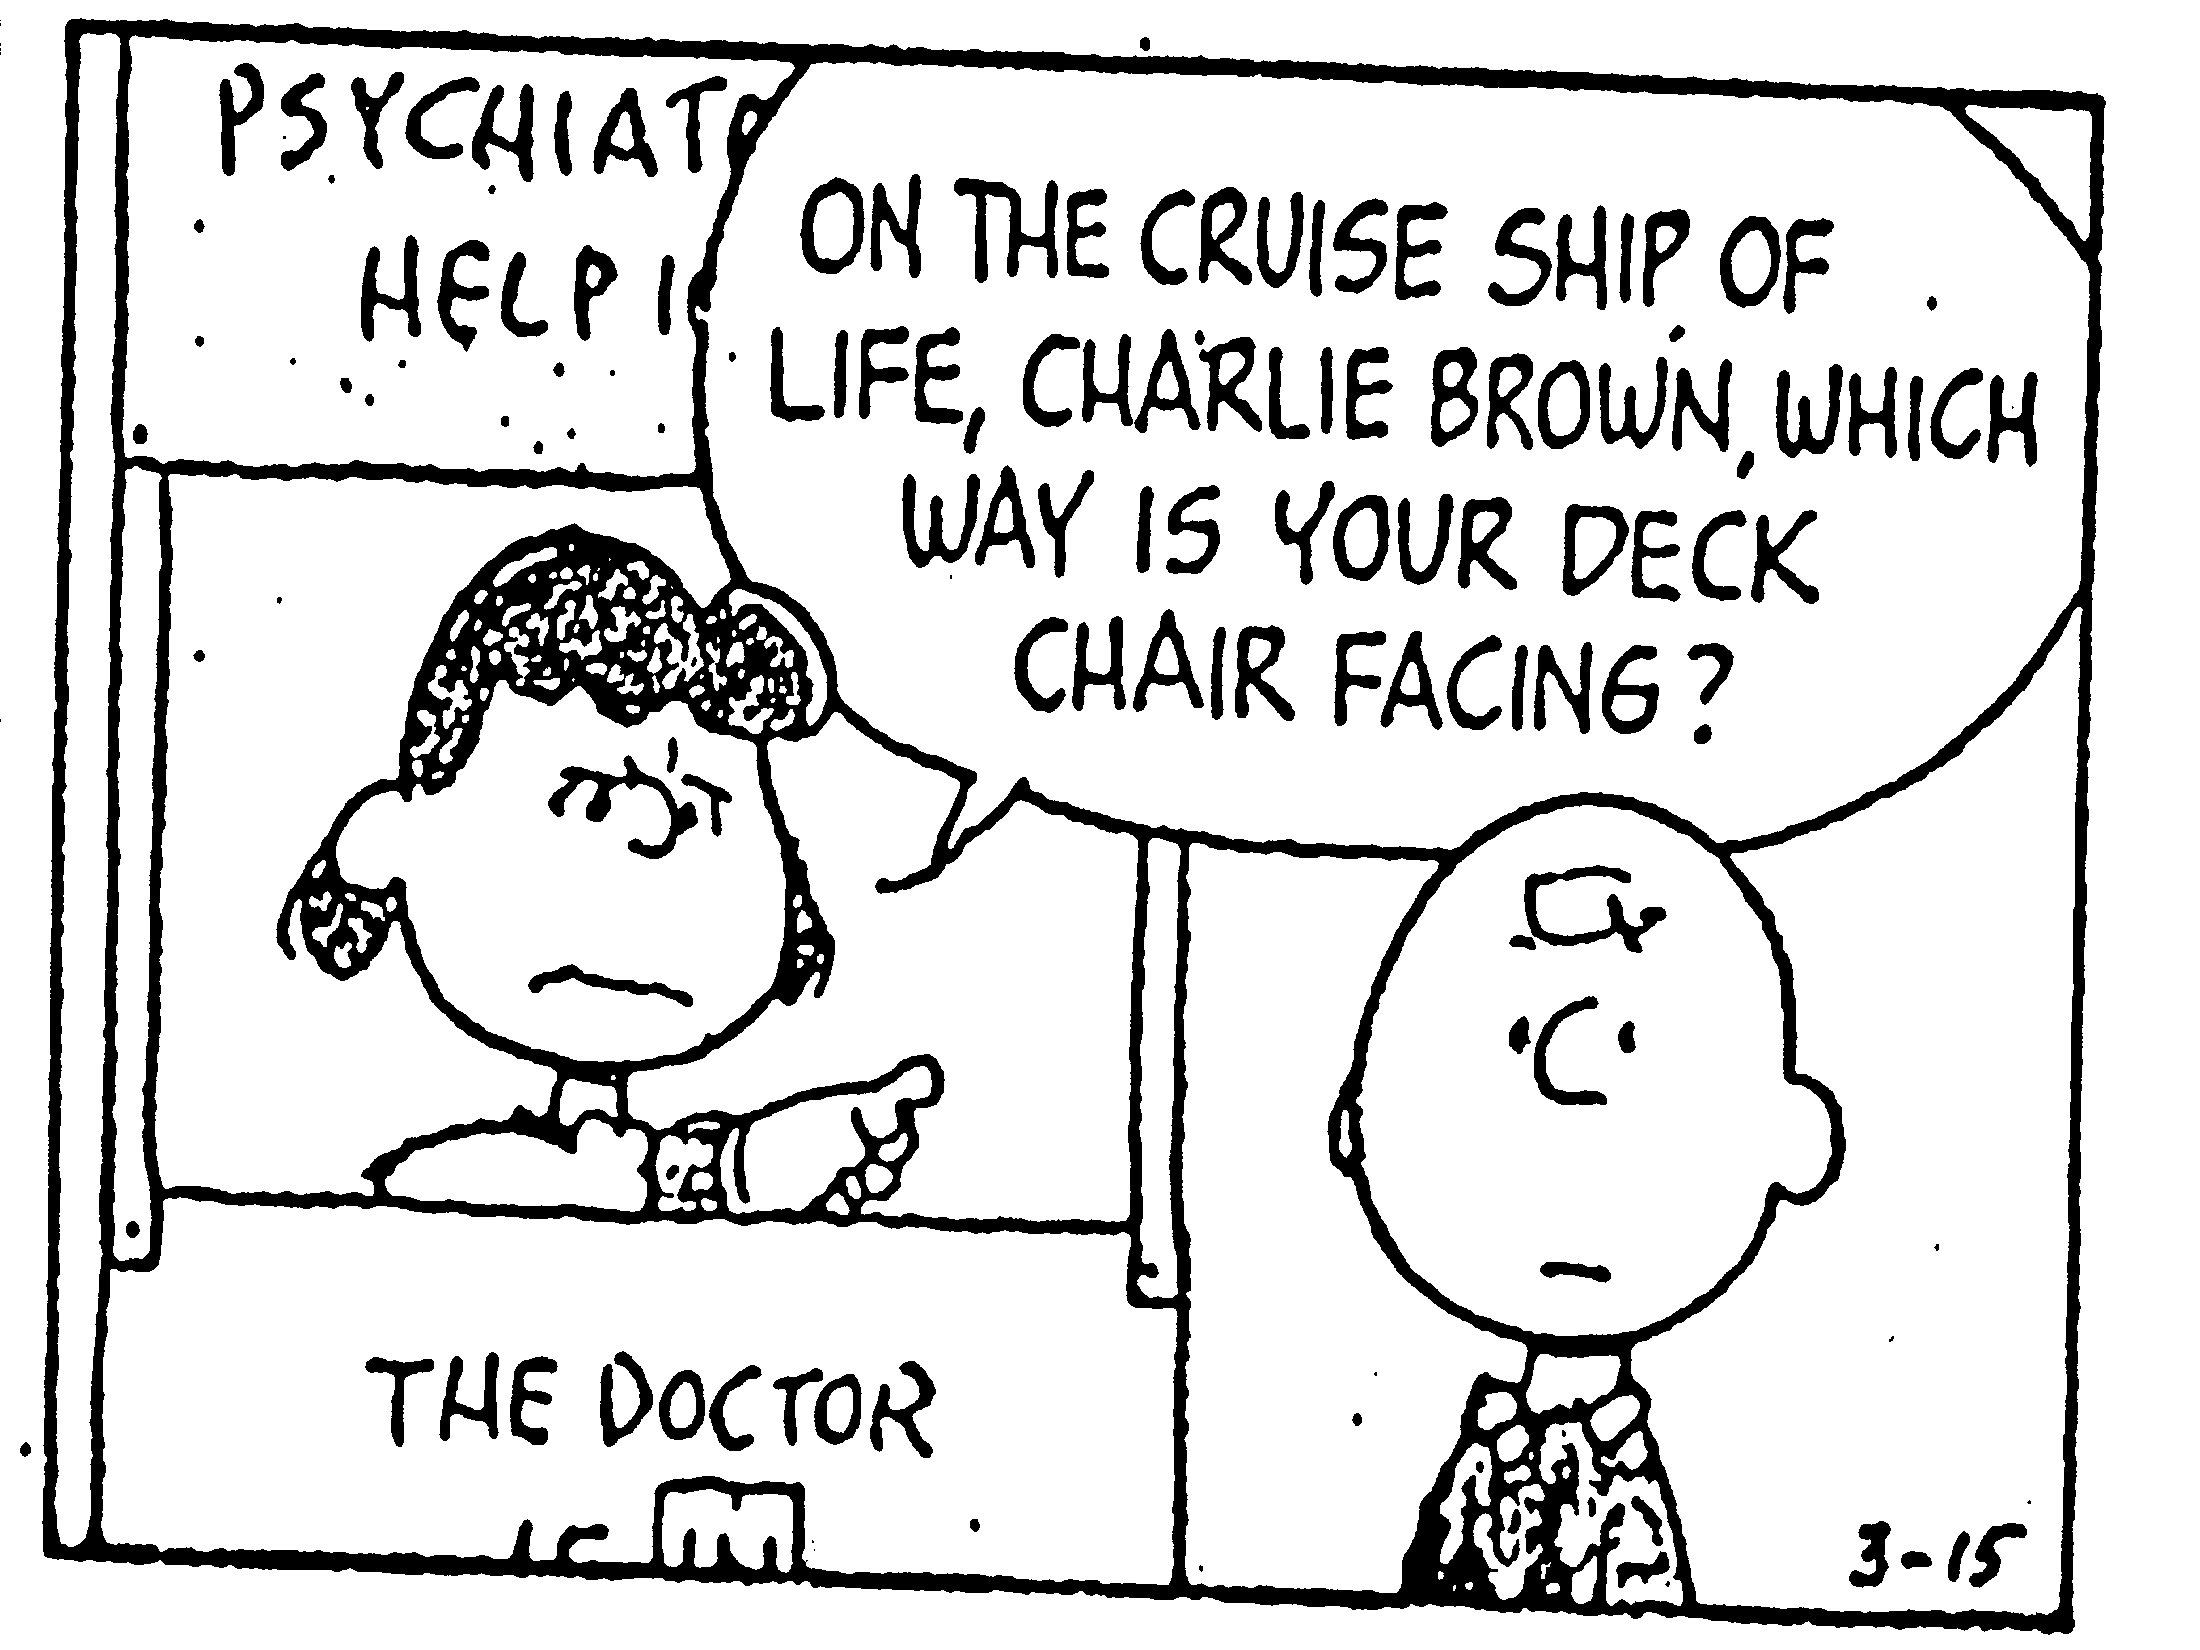 PSYCHIAT
HELP
ON THE CRUISE SHIP OF
LIFE, CHARLIE BROWN, WHICH
WAY IS YOUR DECK
CHAIR FACING?
THE DOCTOR
3-15